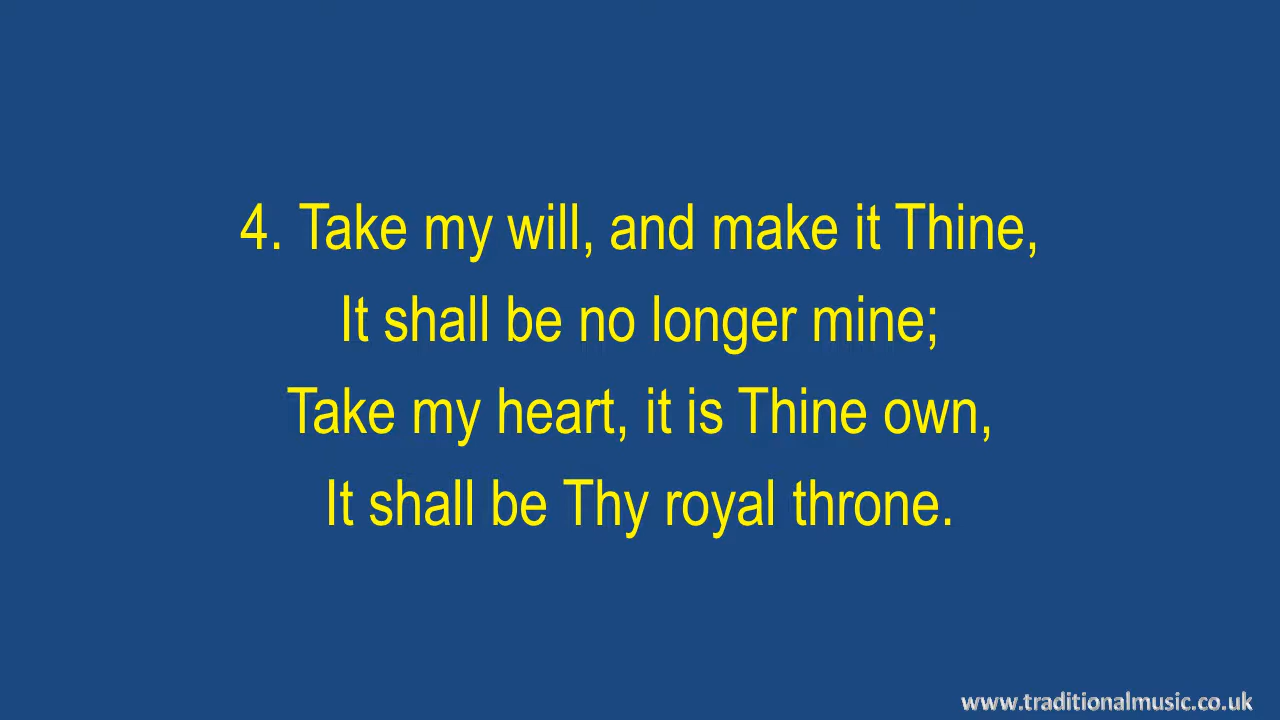 4. Take my will, and make it Thine,
It shall be no longer mine;
Take my heart, it is Thine own,
It shall be Thy royal throne.
www.traditionalmusic.co.uk